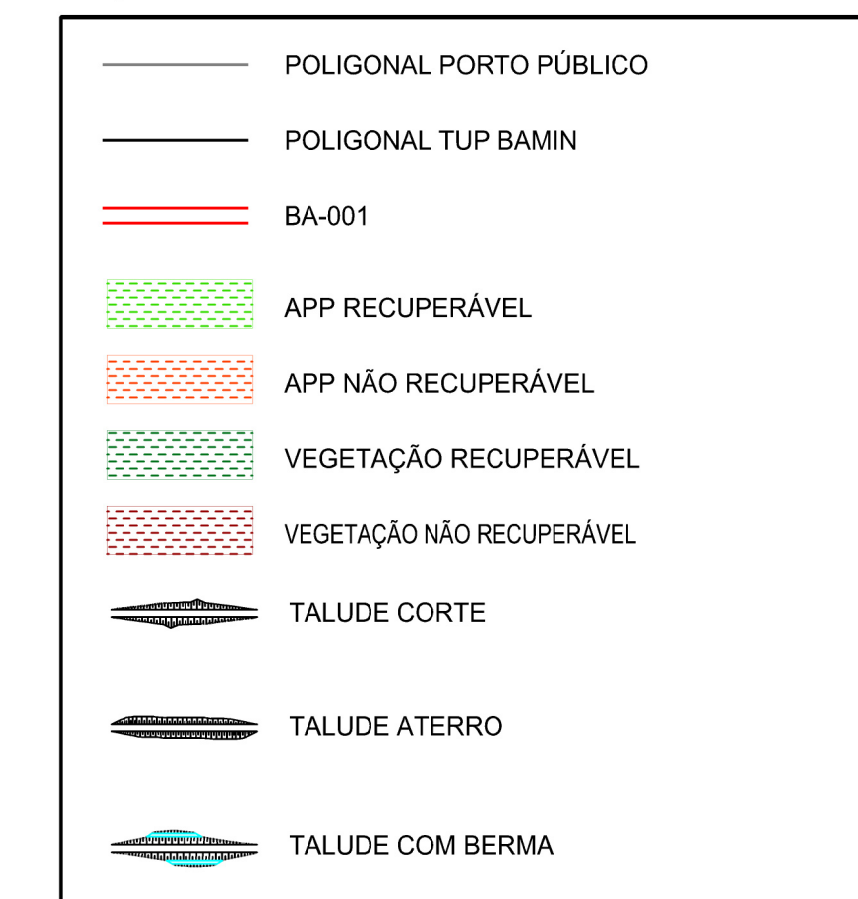 POLIGONAL PORTO PÚBLICO
POLIGONAL TUP BAMIN
BA-001
APP RECUPERÁVEL
APP NÃO RECUPERÁVEL
VEGETAÇÃO RECUPERÁVEL
VEGETAÇÃO NÃO RECUPERÁVEL
TALUDE CORTE
TALUDE ATERRO
TALUDE COM BERMA